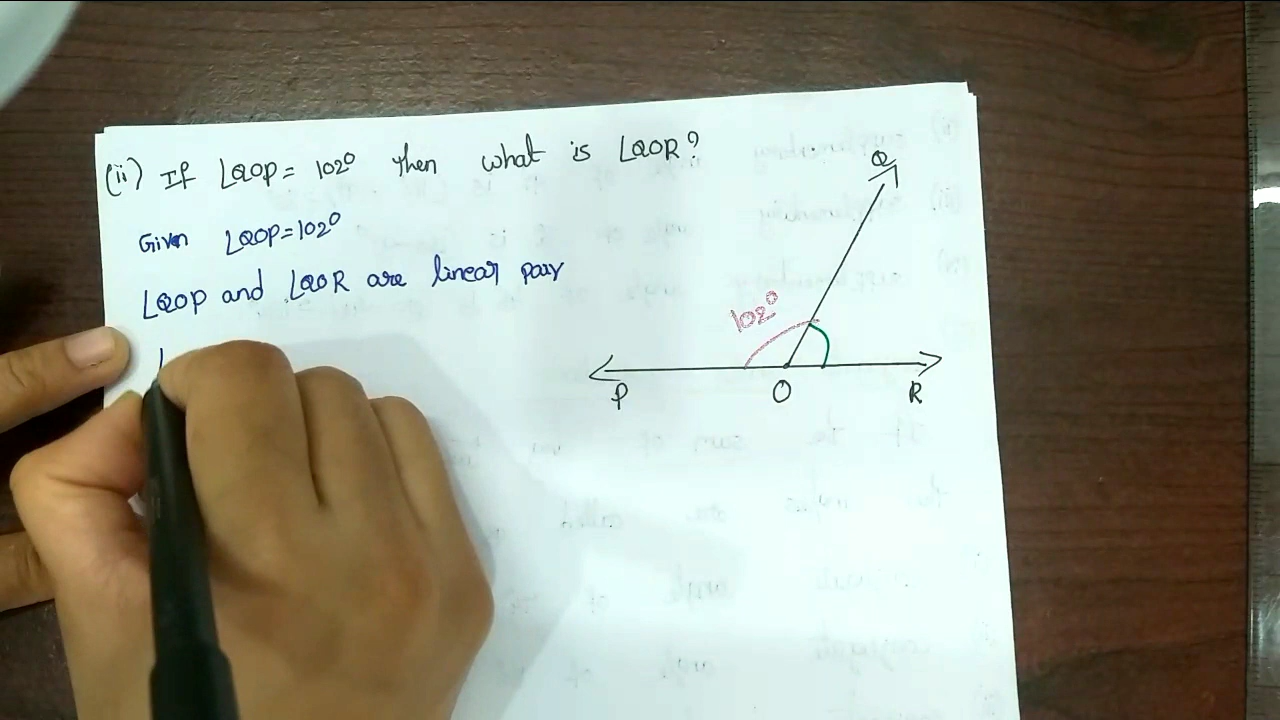 (ii) If ∠QOP = 102° then what is ∠QOR?
Given ∠QOP=102°
∠QOP and ∠QOR are linear pair
Q
102°
P
O
R